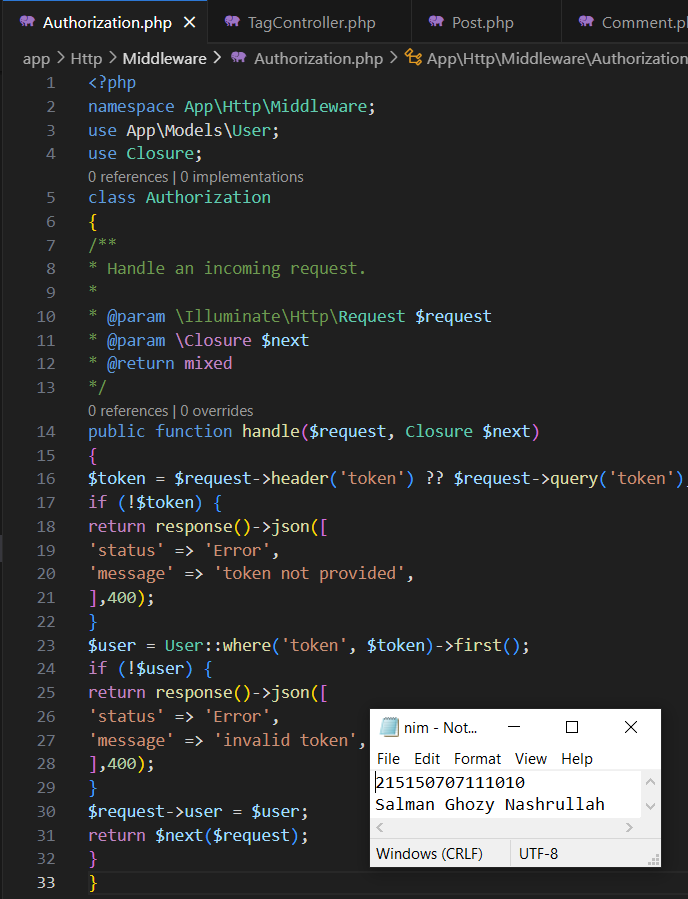 Authorization.php TagController.php Post.php Comment.pl
app > Http > Middleware > Authorization.php > App\Http\Middleware\Authorization
1 <?php
2 namespace App\Http\Middleware;
3 use App\Models\User;
4 use Closure;
0 references | 0 implementations
5 class Authorization
6 {
7 /**
8 * Handle an incoming request.
9 *
10 * @param \Illuminate\Http\Request $request
11 * @param \Closure $next
12 * @return mixed
13 */
0 references | 0 overrides
14 public function handle($request, Closure $next)
15 {
16 $token = $request->header('token') ?? $request->query('token');
17 if (!$token) {
18 return response()->json([
19 'status' => 'Error',
20 'message' => 'token not provided',
21 ],400);
22 }
23 $user = User::where('token', $token)->first();
24 if (!$user) {
25 return response()->json([
26 'status' => 'Error',
27 'message' => 'invalid token',
28 ],400);
29 }
30 $request->user = $user;
31 return $next($request);
32 }
33 }
nim - Not...
File Edit Format View Help
215150707111010
Salman Ghozy Nashrullah
Windows (CRLF) UTF-8